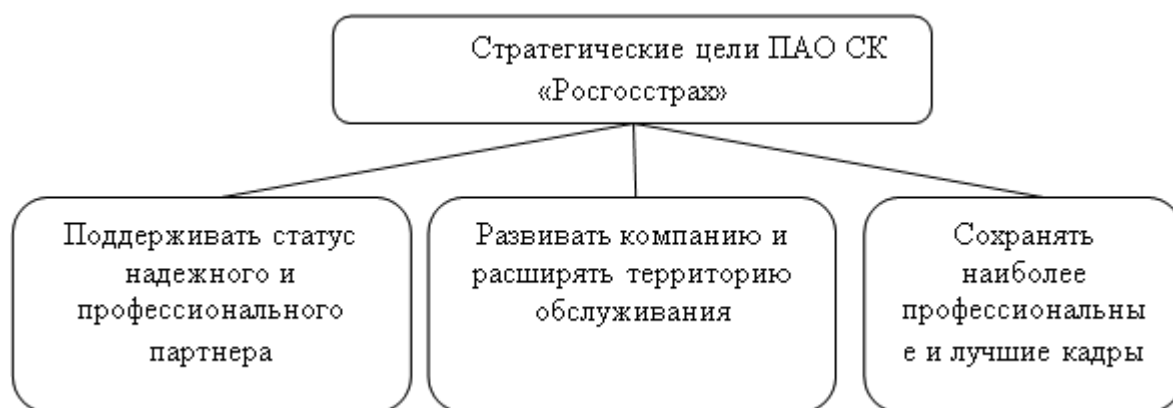 Стратегические цели ПАО СК
«Росгосстрах»
Поддерживать статус
надежного и
профессионального
партнера
Развивать компанию и
расширять территорию
обслуживания
Сохранять
наиболее
профессиональны
е и лучшие кадры